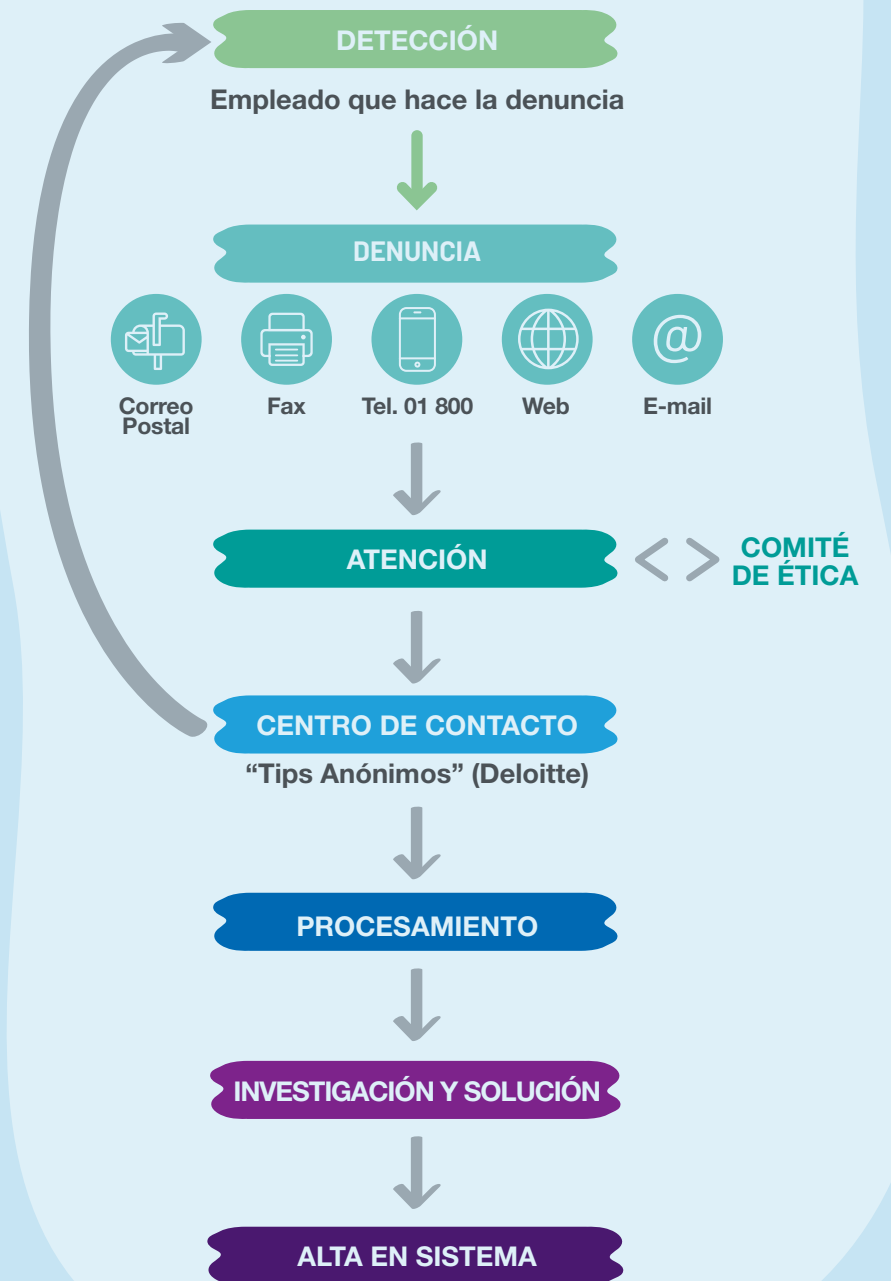 DETECCIÓN
Empleado que hace la denuncia
DENUNCIA
Correo
Postal
Fax
Tel. 01 800
Web
@
E-mail
ATENCIÓN
< >
COMITÉ
DE ÉTICA
CENTRO DE CONTACTO
“Tips Anónimos” (Deloitte)
PROCESAMIENTO
INVESTIGACIÓN Y SOLUCIÓN
ALTA EN SISTEMA